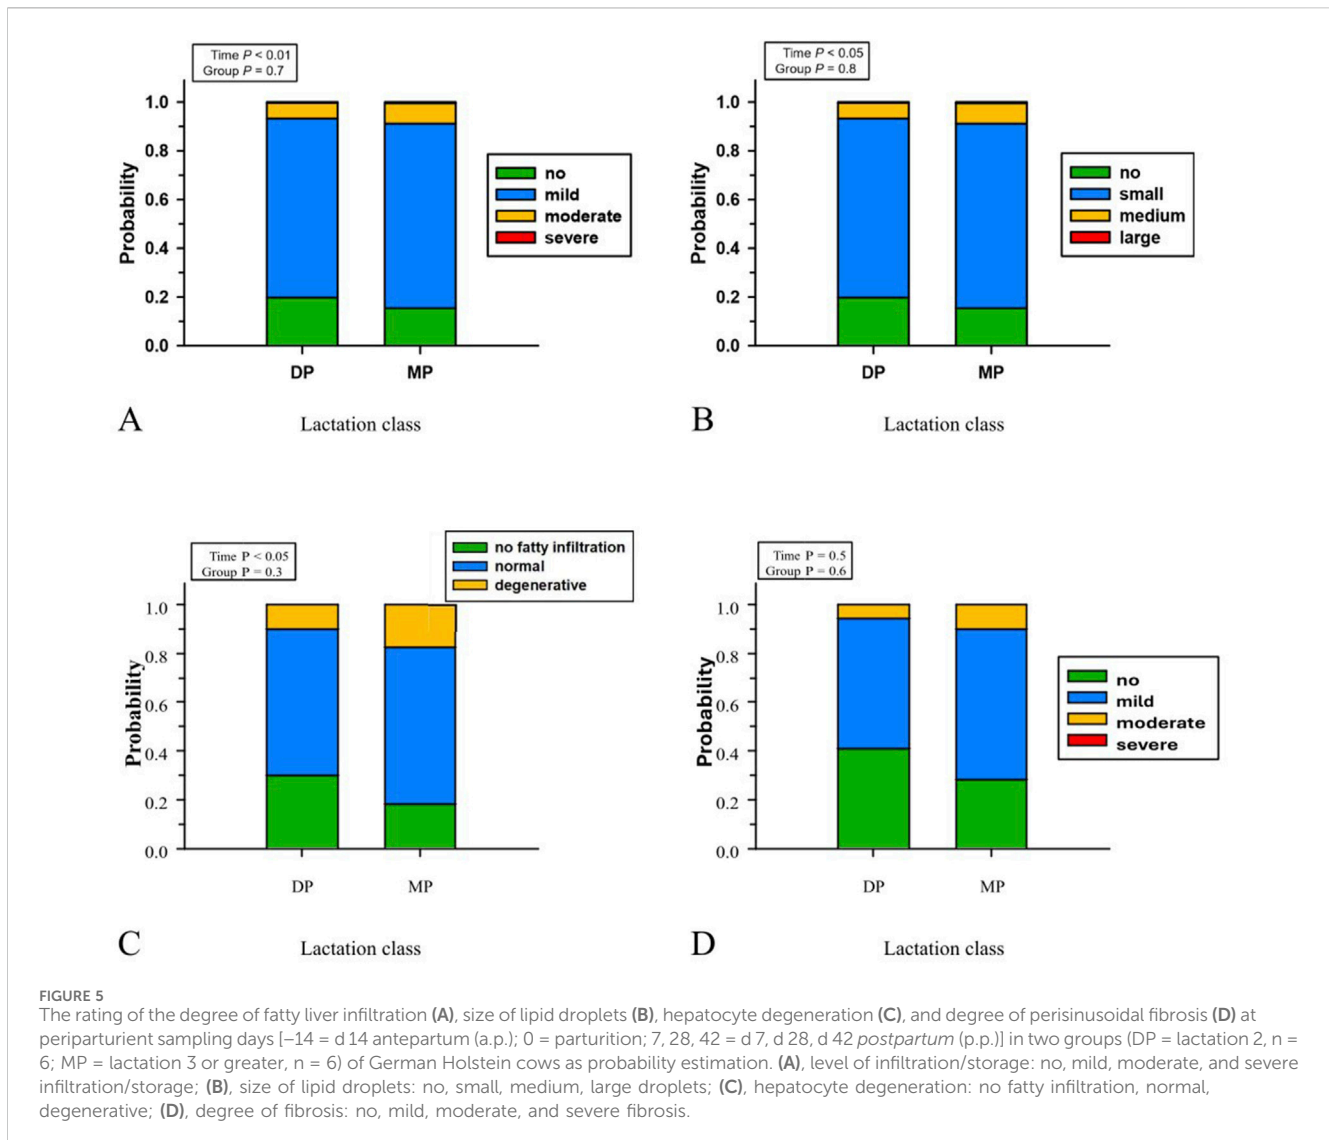 Time P < 0.01
Group P = 0.7
1.0
0.8
0.6
0.4
0.2
0.0
Probability
no
mild
moderate
severe
DP
MP
A
Lactation class
Time P < 0.05
Group P = 0.8
1.0
0.8
0.6
0.4
0.2
0.0
Probability
no
small
medium
large
DP
MP
B
Lactation class
Time P < 0.05
Group P = 0.3
no fatty infiltration
normal
degenerative
1.0
0.8
0.6
0.4
0.2
0.0
Probability
DP
MP
C
Lactation class
Time P = 0.5
Group P = 0.6
1.0
0.8
0.6
0.4
0.2
0.0
Probability
no
mild
moderate
severe
DP
MP
D
Lactation class
FIGURE 5
The rating of the degree of fatty liver infiltration (A), size of lipid droplets (B), hepatocyte degeneration (C), and degree of perisinusoidal fibrosis (D) at
periparturient sampling days [−14 = d 14 antepartum (a.p.); 0 = parturition; 7, 28, 42 = d 7, d 28, d 42 postpartum (p.p.)] in two groups (DP = lactation 2, n =
6; MP = lactation 3 or greater, n = 6) of German Holstein cows as probability estimation. (A), level of infiltration/storage: no, mild, moderate, and severe
infiltration/storage; (B), size of lipid droplets: no, small, medium, large droplets; (C), hepatocyte degeneration: no fatty infiltration, normal,
degenerative; (D), degree of fibrosis: no, mild, moderate, and severe fibrosis.